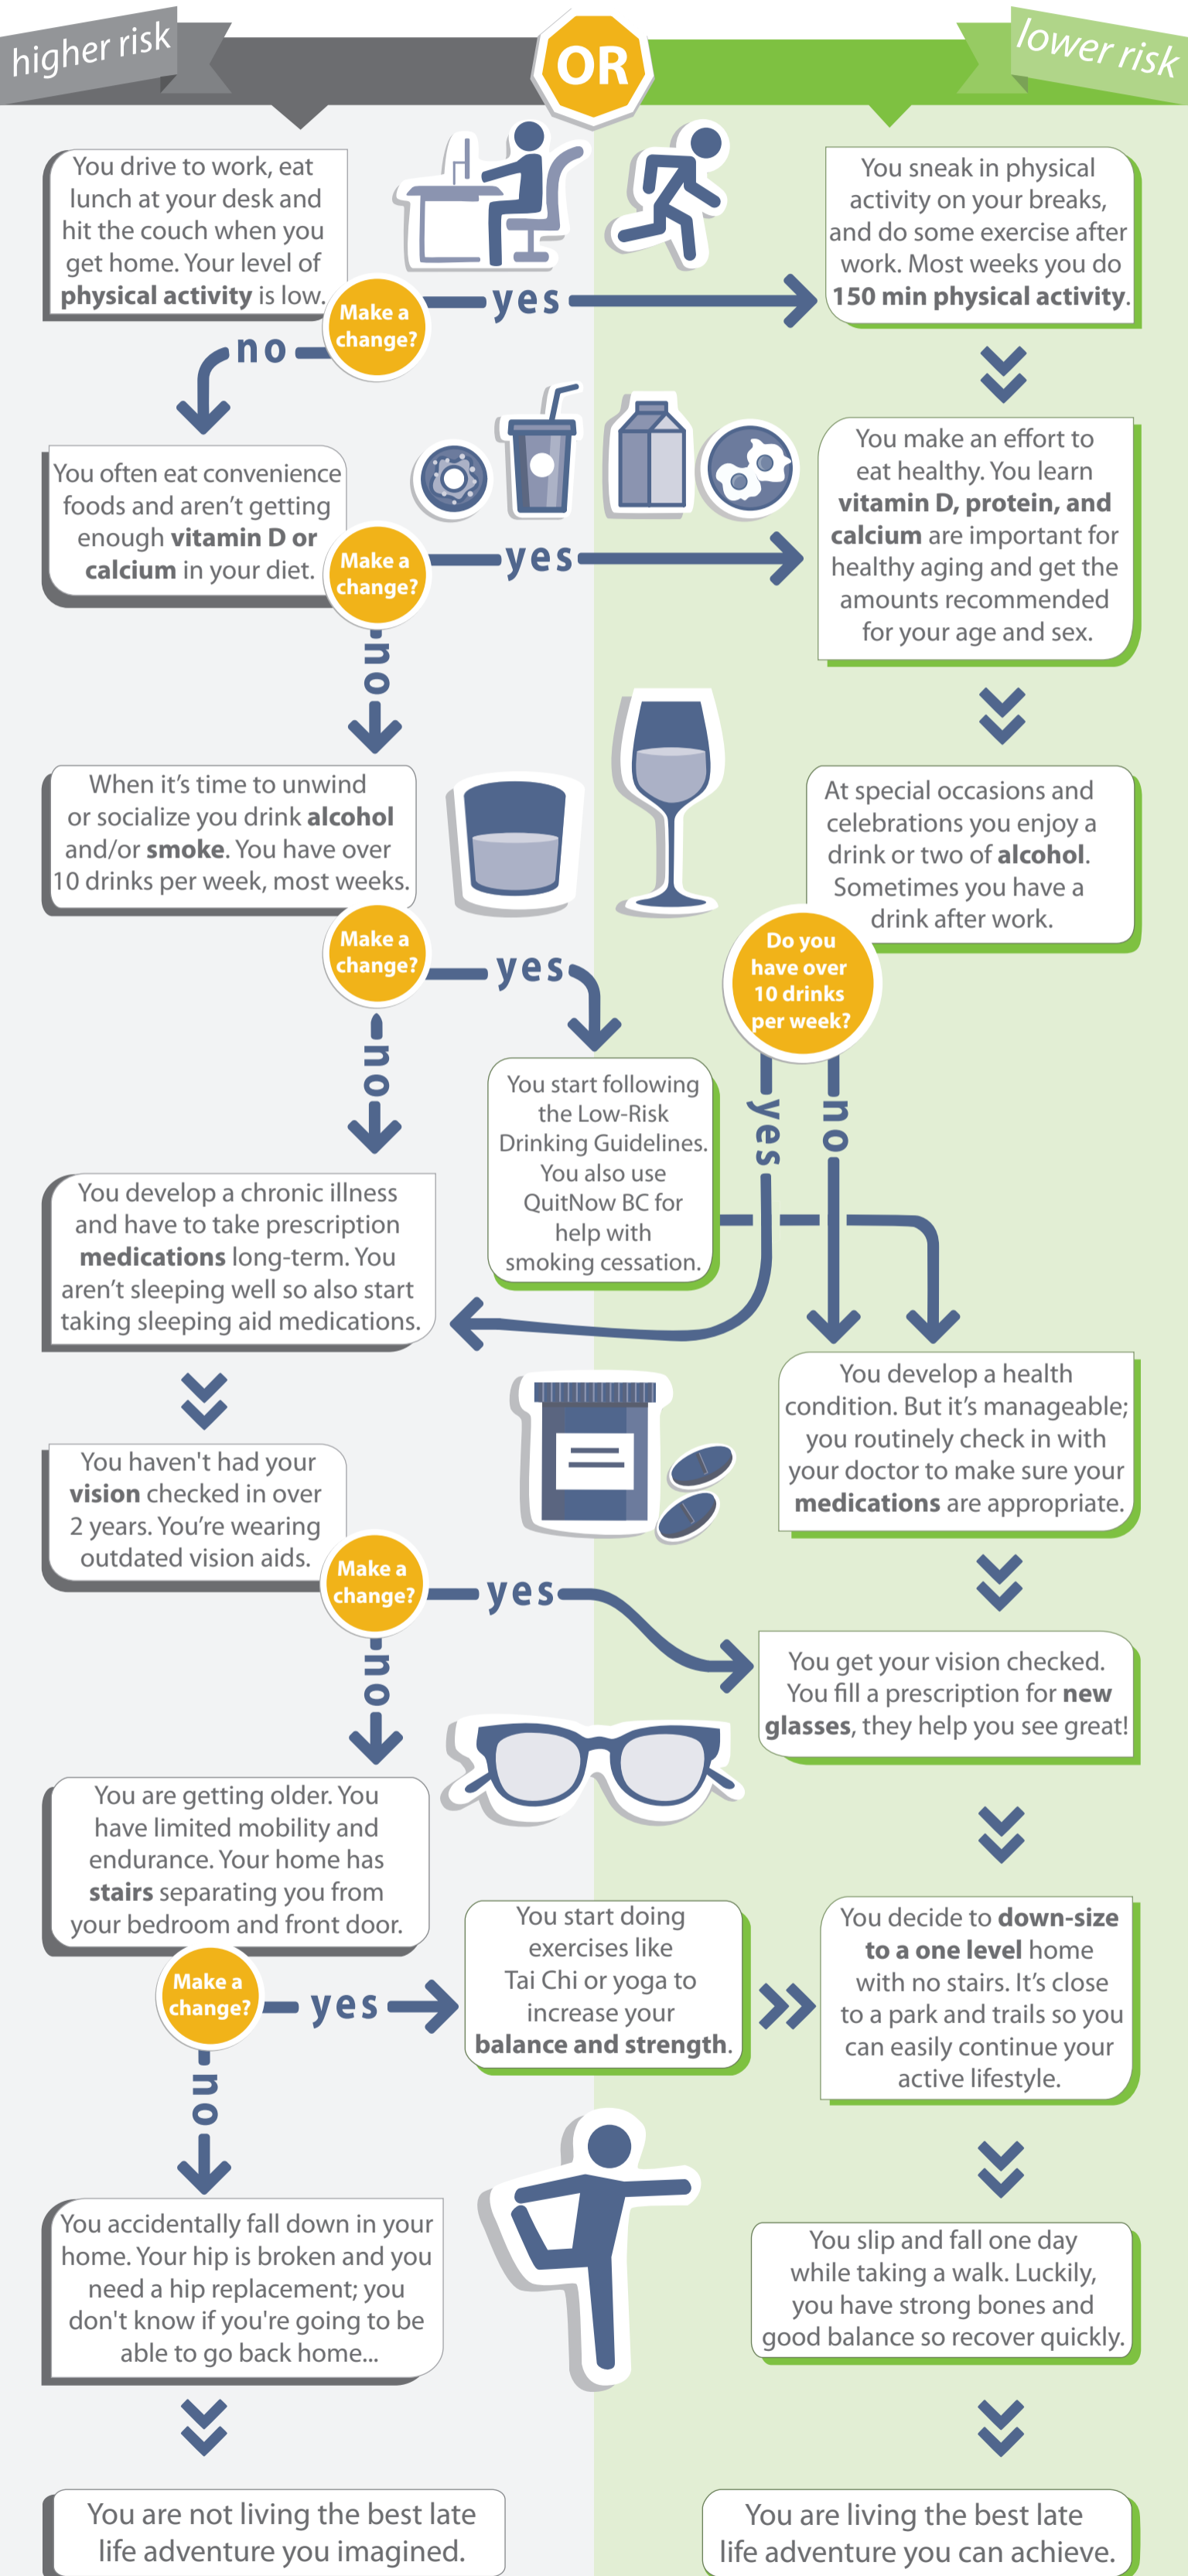 higher risk
OR
lower risk
You drive to work, eat
lunch at your desk and
hit the couch when you
get home. Your level of
physical activity is low.
Make a
change?
yes
no
You sneak in physical
activity on your breaks,
and do some exercise after
work. Most weeks you do
150 min physical activity.
You often eat convenience
foods and aren't getting
enough vitamin D or
calcium in your diet.
Make a
change?
yes
no
You make an effort to
eat healthy. You learn
vitamin D, protein, and
calcium are important for
healthy aging and get the
amounts recommended
for your age and sex.
When it's time to unwind
or socialize you drink alcohol
and/or smoke. You have over
10 drinks per week, most weeks.
Make a
change?
yes
no
At special occasions and
celebrations you enjoy a
drink or two of alcohol.
Sometimes you have a
drink after work.
Do you
have over
10 drinks
per week?
yes
no
You start following
the Low-Risk
Drinking Guidelines.
You also use
QuitNow BC for
help with
smoking cessation.
You develop a chronic illness
and have to take prescription
medications long-term. You
aren't sleeping well so also start
taking sleeping aid medications.
You develop a health
condition. But it's manageable;
you routinely check in with
your doctor to make sure your
medications are appropriate.
You haven't had your
vision checked in over
2 years. You're wearing
outdated vision aids.
Make a
change?
yes
no
You get your vision checked.
You fill a prescription for new
glasses, they help you see great!
You are getting older. You
have limited mobility and
endurance. Your home has
stairs separating you from
your bedroom and front door.
Make a
change?
yes
no
You start doing
exercises like
Tai Chi or yoga to
increase your
balance and strength.
You decide to down-size
to a one level home
with no stairs. It's close
to a park and trails so you
can easily continue your
active lifestyle.
You accidentally fall down in your
home. Your hip is broken and you
need a hip replacement; you
don't know if you're going to be
able to go back home...
You slip and fall one day
while taking a walk. Luckily,
you have strong bones and
good balance so recover quickly.
You are not living the best late
life adventure you imagined.
You are living the best late
life adventure you can achieve.